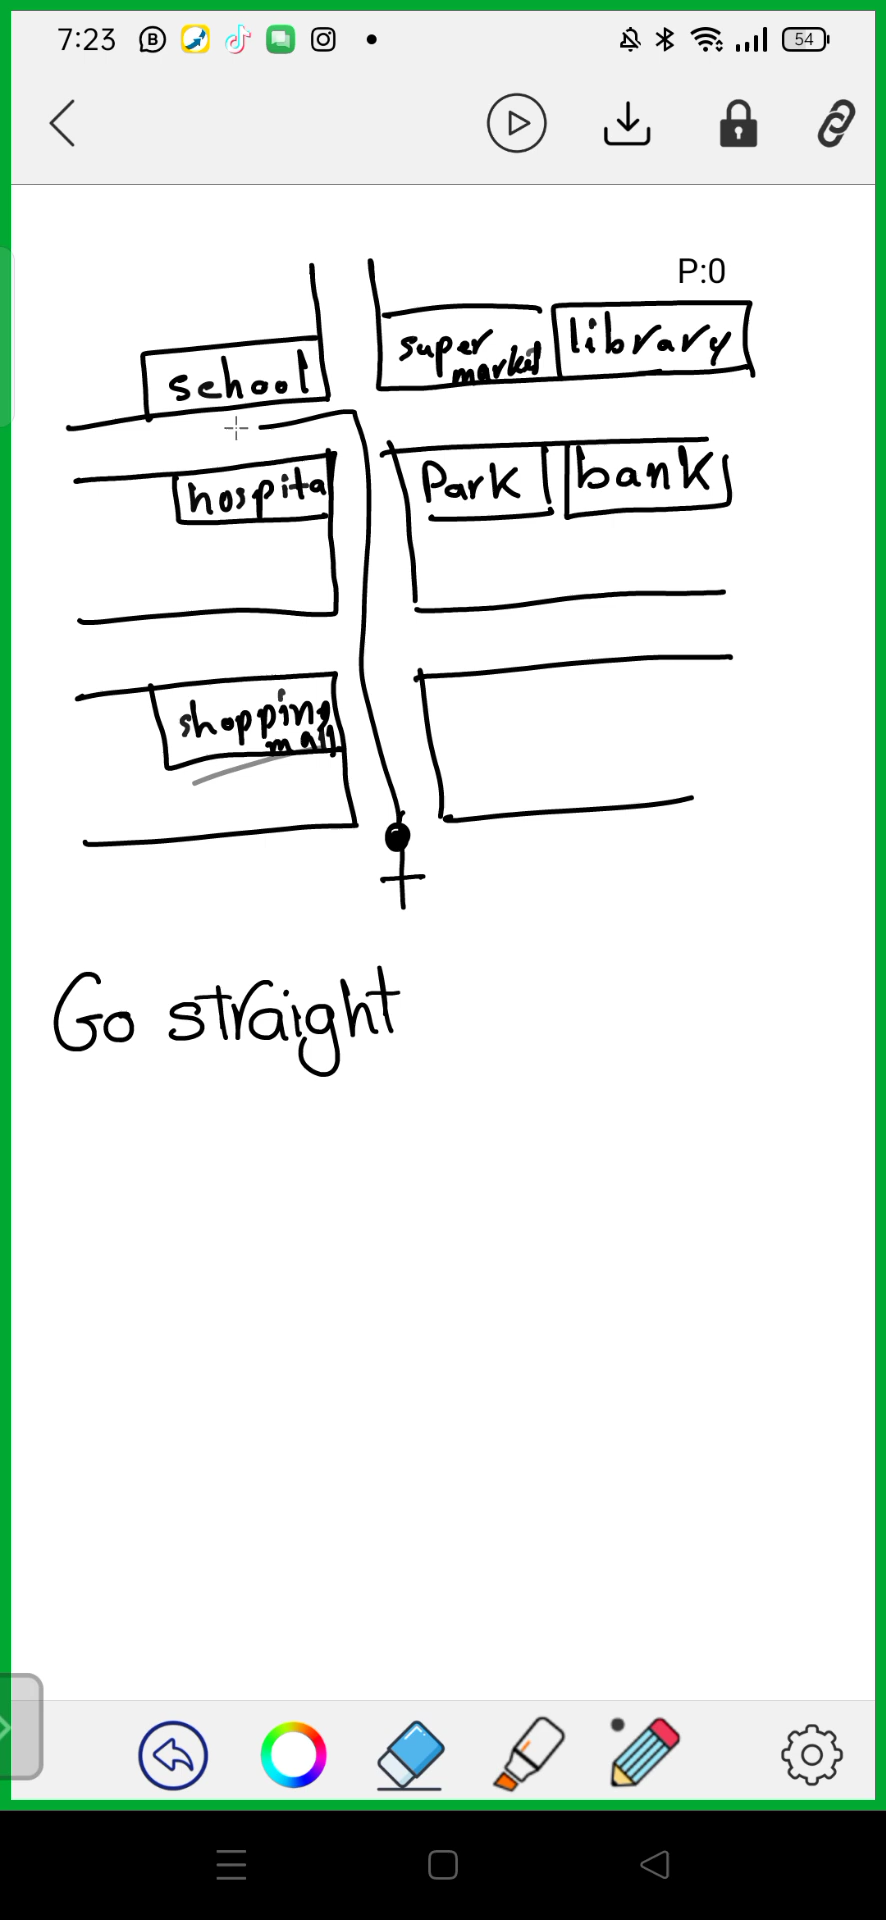 7:23
54
P:0
school
super
market
library
hospital
Park
bank
shopping
mall
Go straight